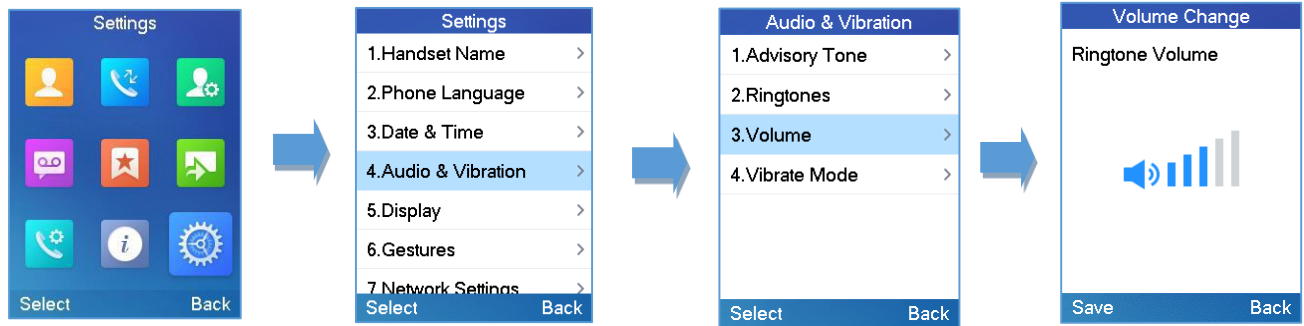 Settings
Select Back
Settings
1.Handset Name
2.Phone Language
3.Date & Time
4.Audio & Vibration
5.Display
6.Gestures
7.Network Settings
Select Back
Audio & Vibration
1.Advisory Tone
2.Ringtones
3.Volume
4.Vibrate Mode
Select Back
Volume Change
Ringtone Volume
Save Back